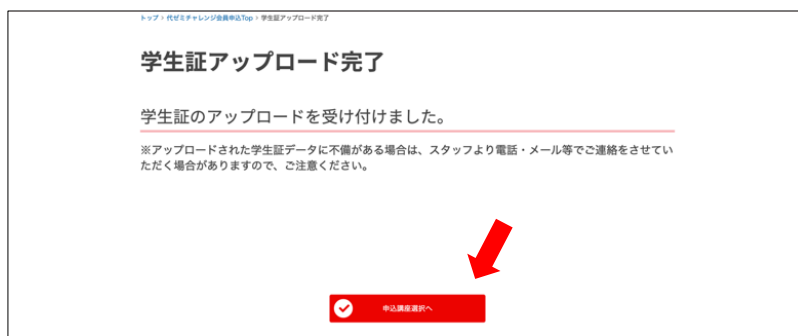 トップ › 代ゼミチャレンジ会員申込Top › 学生証アップロード完了
学生証アップロード完了
学生証のアップロードを受け付けました。
※アップロードされた学生証データに不備がある場合は、スタッフより電話・メール等でご連絡をさせてい
ただく場合がありますので、ご注意ください。
申込講座選択へ